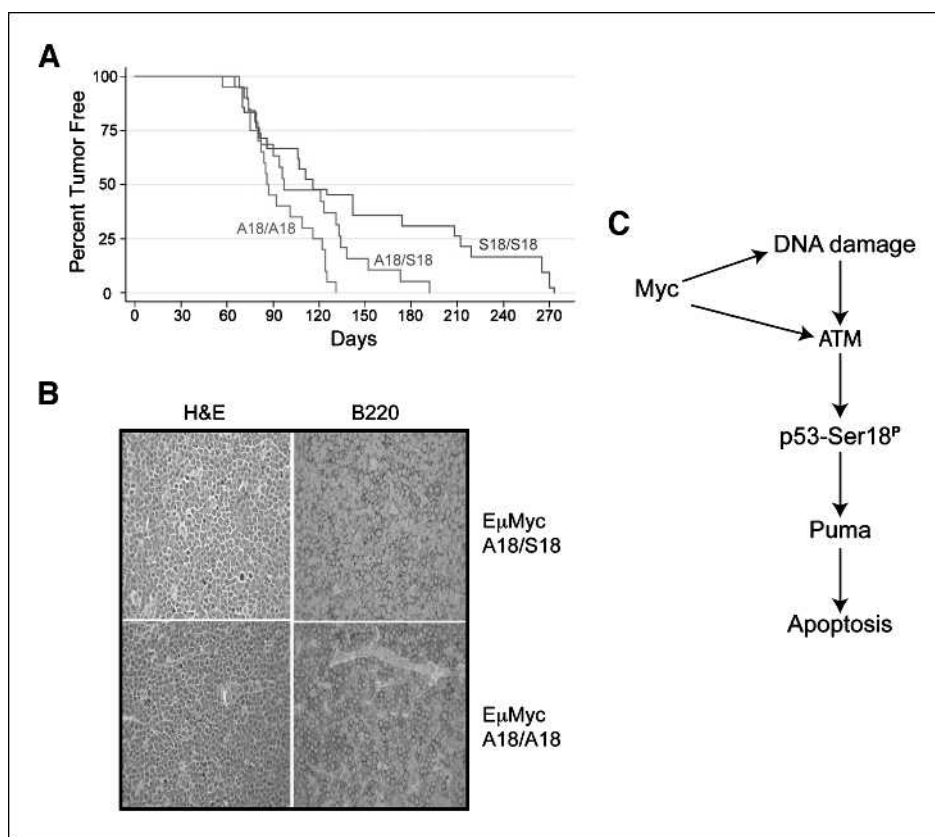 A
100
75
50
25
0
Percent Tumor Free
A18/A18
A18/S18
S18/S18
0 30 60 90 120 150 180 210 240 270
Days
B
H&E B220
EμMyc
A18/S18
EμMyc
A18/A18
C
DNA damage
Myc
ATM
p53-Ser18ᴾ
Puma
Apoptosis